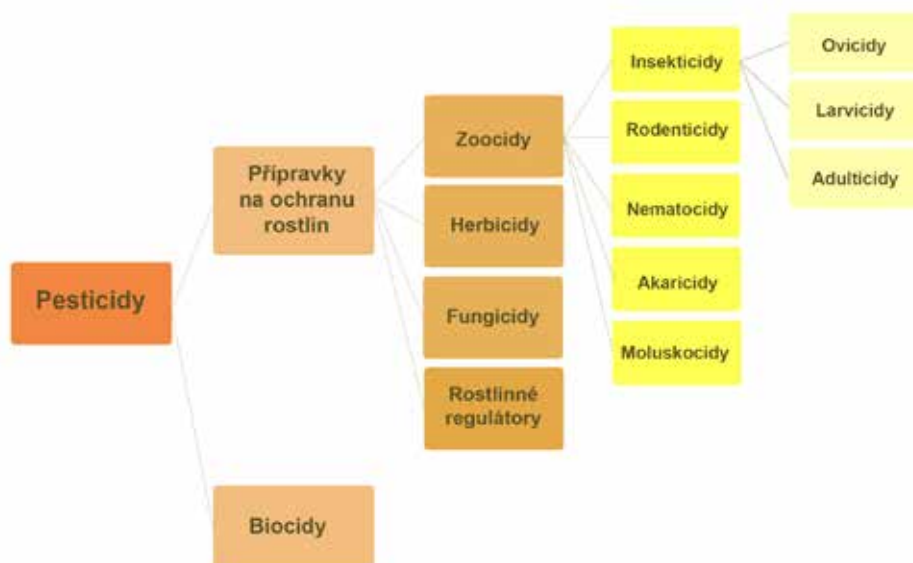 Pesticidy
Přípravky
na ochranu
rostlin
Biocidy
Zoocidy
Herbicidy
Fungicidy
Rostlinné
regulátory
Insekticidy
Rodenticidy
Nematocidy
Akaricidy
Moluskocidy
Ovicidy
Larvicidy
Adulticidy